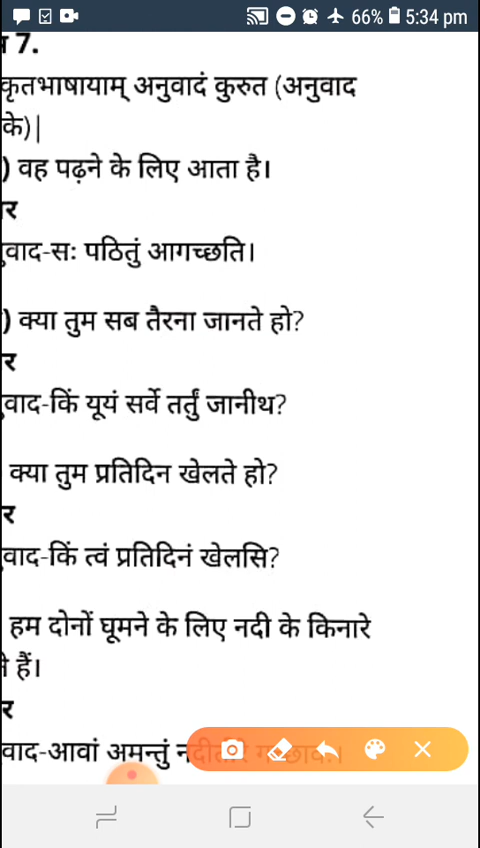 66% 5:34 pm
7.
कृतभाषायाम् अनुवादं कुरुत (अनुवाद
के)|
) वह पढ़ने के लिए आता है।
र
वाद-सः पठितुं आगच्छति।
) क्या तुम सब तैरना जानते हो?
र
वाद-किं यूयं सर्वे तर्तुं जानीथ?
क्या तुम प्रतिदिन खेलते हो?
र
वाद-किं त्वं प्रतिदिनं खेलसि?
हम दोनों घूमने के लिए नदी के किनारे
हैं।
र
वाद-आवां अमन्तुं